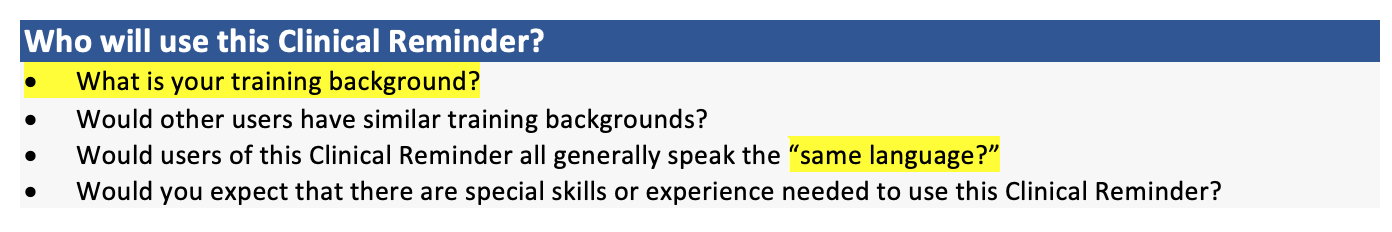 Who will use this Clinical Reminder?
• What is your training background?
• Would other users have similar training backgrounds?
• Would users of this Clinical Reminder all generally speak the “same language?”
• Would you expect that there are special skills or experience needed to use this Clinical Reminder?